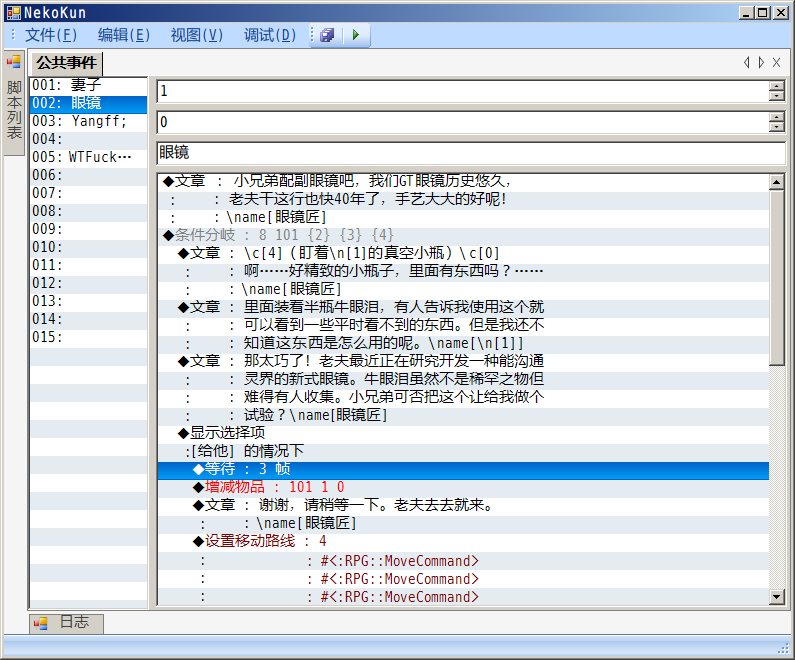 NekoKun
文件(F) 编辑(E) 视图(V) 调试(D)
脚本列表
公共事件
001: 妻子
002: 眼镜
003: Yangff;
004:
005: WTFuck…
006:
007:
008:
009:
010:
011:
012:
013:
014:
015:
1
0
眼镜
◆文章 : 小兄弟配副眼镜吧，我们GT眼镜历史悠久，
: : 老夫干这行也快40年了，手艺大大的好呢！
: : \name[眼镜匠]
◆条件分岐 : 8 101 {2} {3} {4}
◆文章 : \c[4]（盯着\n[1]的真空小瓶）\c[0]
: : 啊……好精致的小瓶子，里面有东西吗？……
: : \name[眼镜匠]
◆文章 : 里面装着半瓶牛眼泪，有人告诉我使用这个就
: : 可以看到一些平时看不到的东西。但是我还不
: : 知道这东西是怎么用的呢。\name[\n[1]]
◆文章 : 那太巧了！老夫最近正在研究开发一种能沟通
: : 灵界的新式眼镜。牛眼泪虽然不是稀罕之物但
: : 难得有人收集。小兄弟可否把这个让给我做个
: : 试验？\name[眼镜匠]
◆显示选择项
:[给他] 的情况下
◆等待 : 3 帧
◆增减物品 : 101 1 0
◆文章 : 谢谢，请稍等一下。老夫去去就来。
: : \name[眼镜匠]
◆设置移动路线 : 4
: : #<:RPG::MoveCommand>
: : #<:RPG::MoveCommand>
: : #<:RPG::MoveCommand>
日志